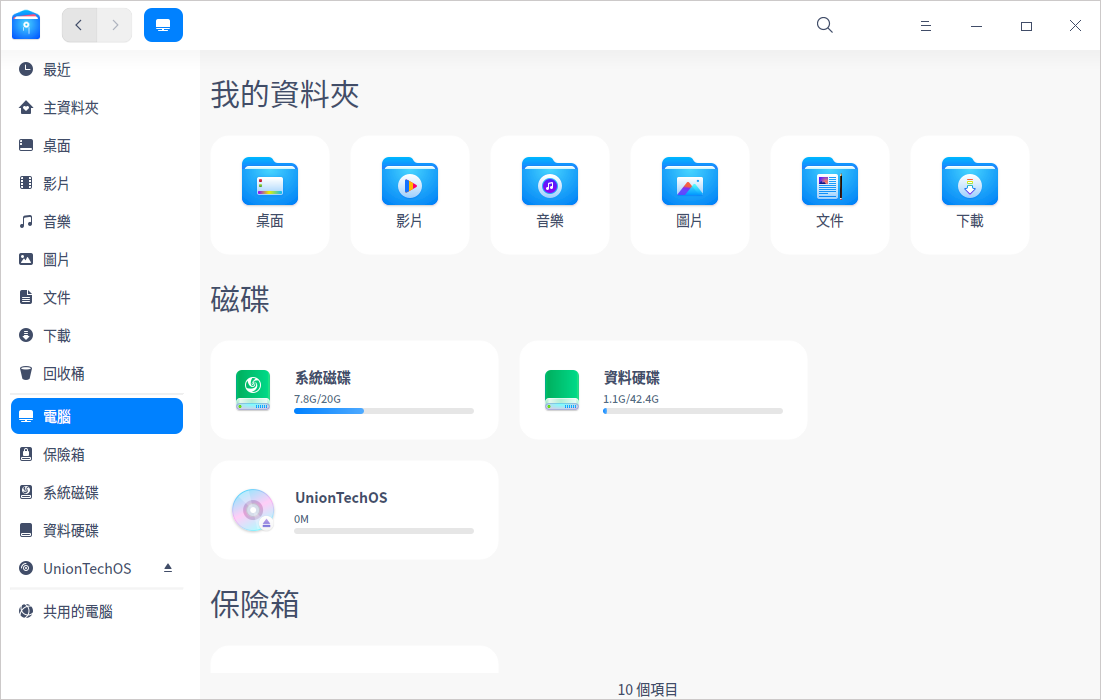 最近
主資料夾
桌面
影片
音樂
圖片
文件
下載
回收桶
電腦
保險箱
系統磁碟
資料硬碟
UnionTechOS
共用的電腦
我的資料夾
桌面
影片
音樂
圖片
文件
下載
磁碟
系統磁碟
7.8G/20G
資料硬碟
1.1G/42.4G
UnionTechOS
0M
保險箱
10 個項目